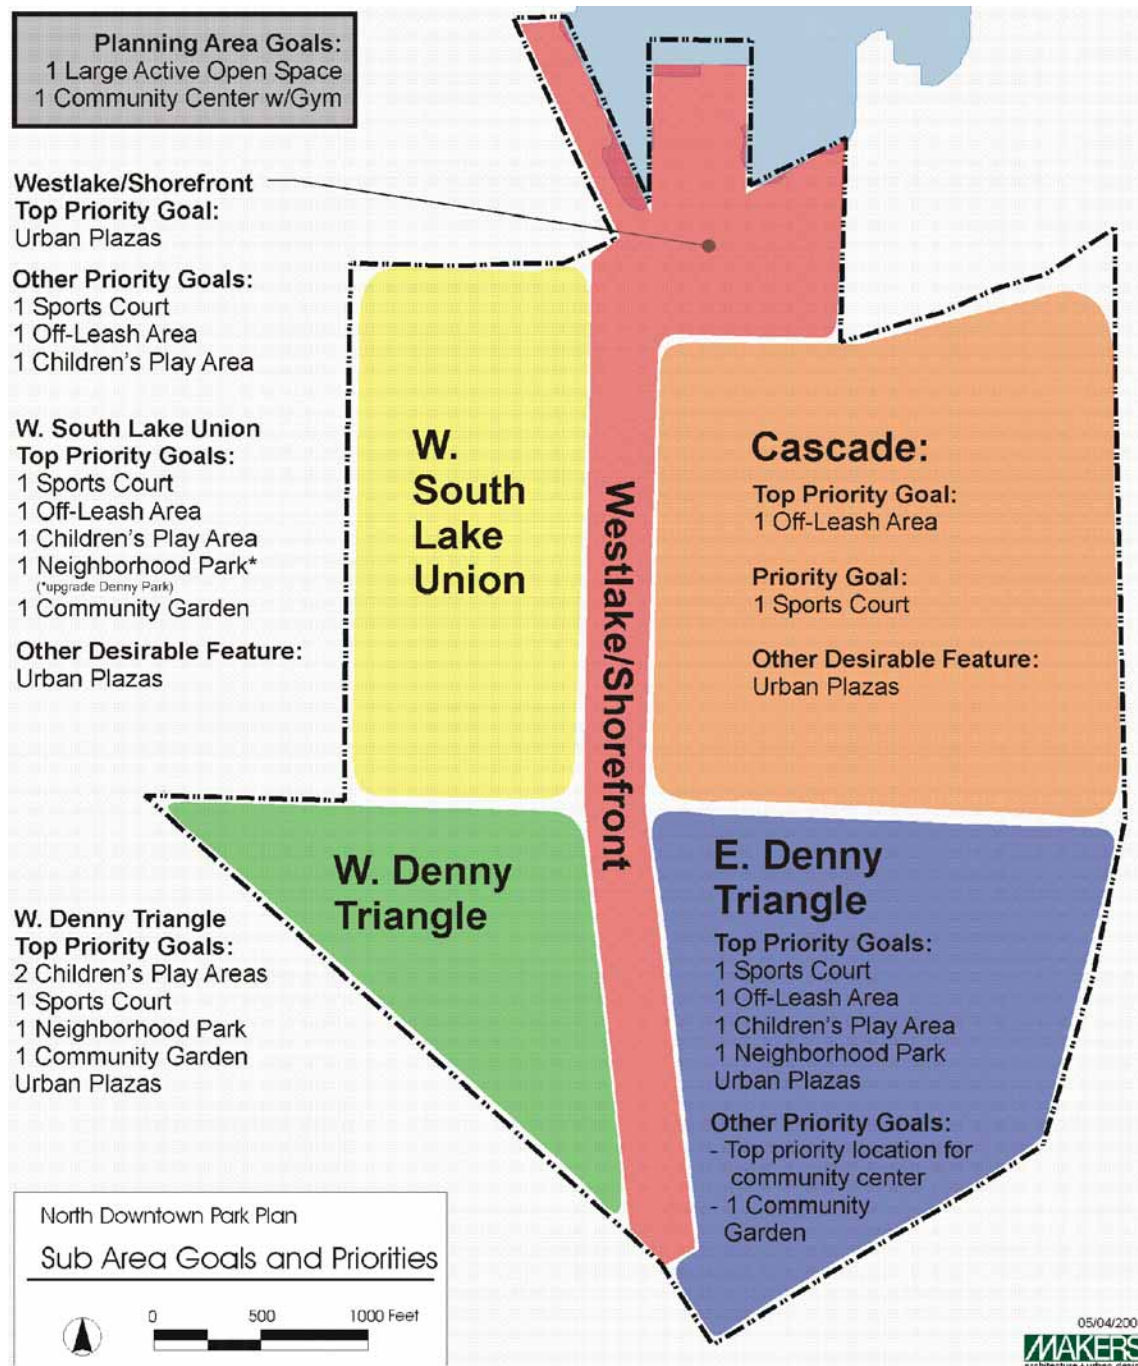 Planning Area Goals:
1 Large Active Open Space
1 Community Center w/Gym
Westlake/Shorefront
Top Priority Goal:
Urban Plazas
Other Priority Goals:
1 Sports Court
1 Off-Leash Area
1 Children's Play Area
W. South Lake Union
Top Priority Goals:
1 Sports Court
1 Off-Leash Area
1 Children's Play Area
1 Neighborhood Park*
(*upgrade Denny Park)
1 Community Garden
Other Desirable Feature:
Urban Plazas
W. Denny Triangle
Top Priority Goals:
2 Children's Play Areas
1 Sports Court
1 Neighborhood Park
1 Community Garden
Urban Plazas
W.
South
Lake
Union
Westlake/Shorefront
Cascade:
Top Priority Goal:
1 Off-Leash Area
Priority Goal:
1 Sports Court
Other Desirable Feature:
Urban Plazas
W. Denny
Triangle
E. Denny
Triangle
Top Priority Goals:
1 Sports Court
1 Off-Leash Area
1 Children's Play Area
1 Neighborhood Park
Urban Plazas
Other Priority Goals:
- Top priority location for
community center
- 1 Community
Garden
North Downtown Park Plan
Sub Area Goals and Priorities
0 500 1000 Feet
05/04/200
MAKERS